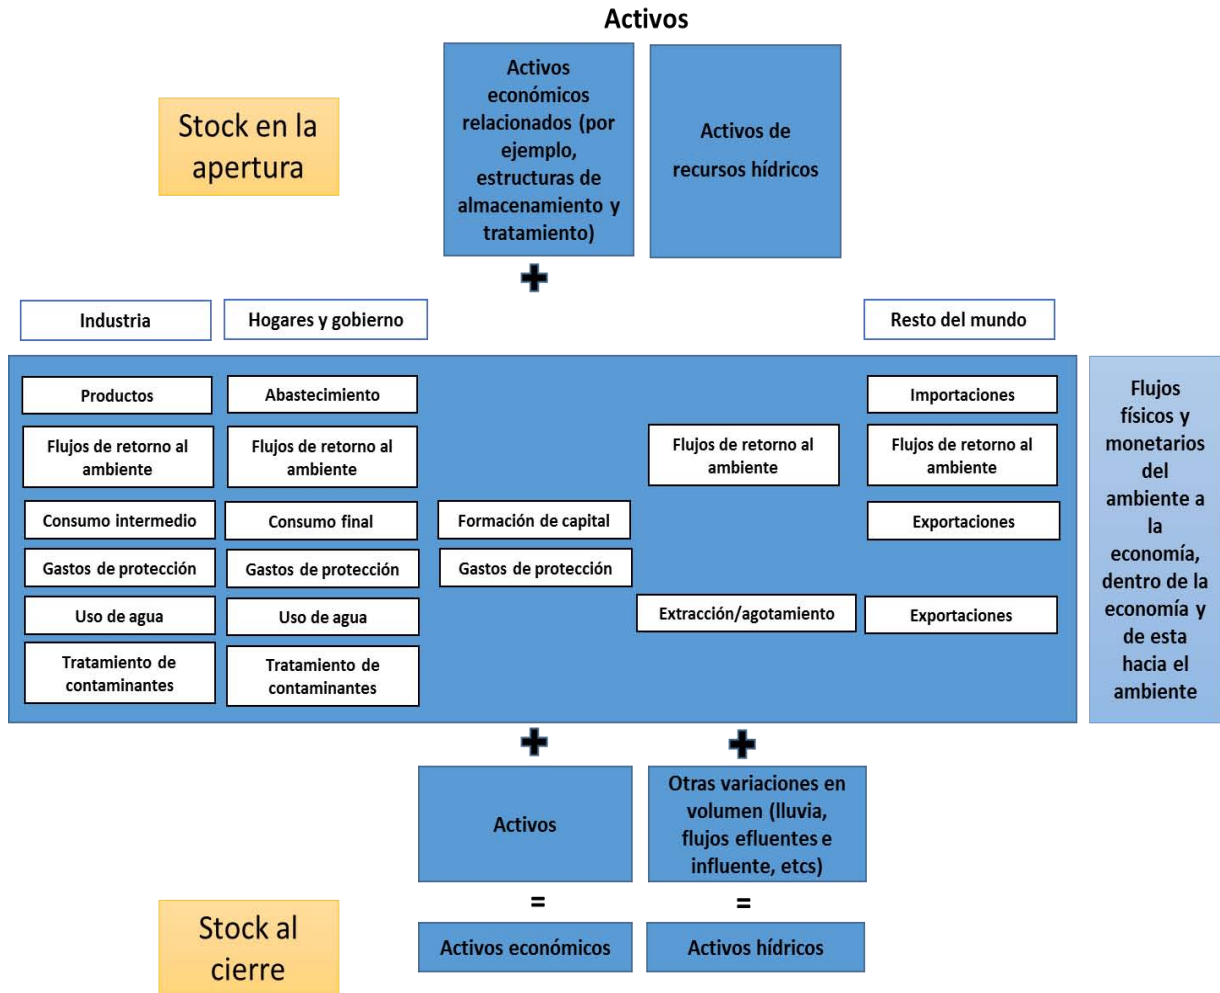 Activos
Stock en la
apertura
Activos
económicos
relacionados (por
ejemplo,
estructuras de
almacenamiento y
tratamiento)
Activos de
recursos hídricos
+
Industria
Hogares y gobierno
Resto del mundo
Productos
Abastecimiento
Importaciones
Flujos de retorno al
ambiente
Flujos de retorno al
ambiente
Flujos de retorno al
ambiente
Flujos de retorno al
ambiente
Consumo intermedio
Consumo final
Formación de capital
Exportaciones
Gastos de protección
Gastos de protección
Gastos de protección
Uso de agua
Uso de agua
Extracción/agotamiento
Exportaciones
Tratamiento de
contaminantes
Tratamiento de
contaminantes
Flujos
físicos y
monetarios
del
ambiente a
la
economía,
dentro de la
economía y
de esta
hacia el
ambiente
+
+
Activos
Otras variaciones en
volumen (lluvia,
flujos efluentes e
influente, etcs)
=
=
Stock al
cierre
Activos económicos
Activos hídricos